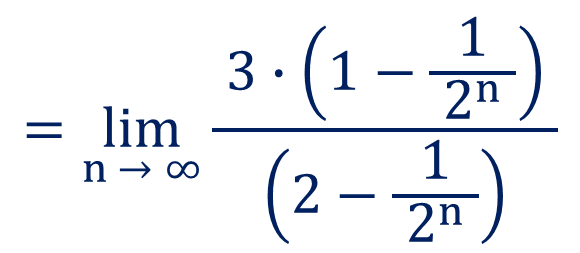 = lim n → ∞ 3 · (1 − 1/2ⁿ) / (2 − 1/2ⁿ)